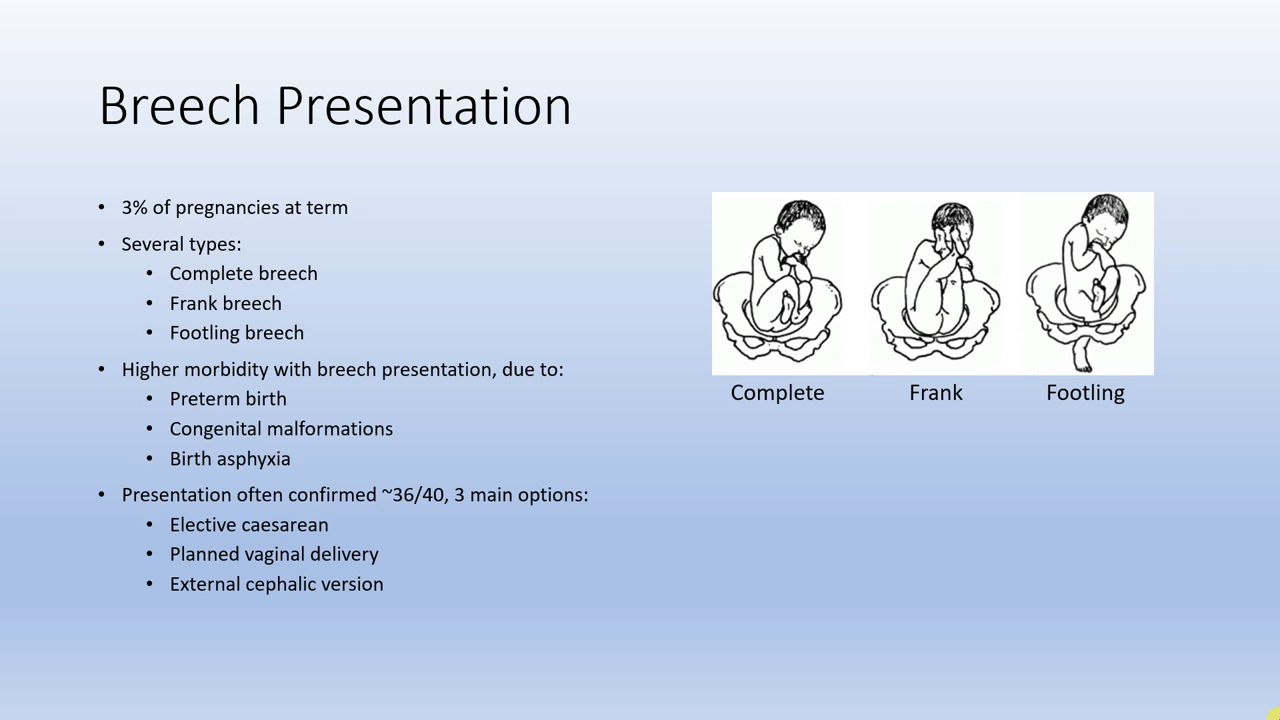 Breech Presentation
• 3% of pregnancies at term
• Several types:
• Complete breech
• Frank breech
• Footling breech
• Higher morbidity with breech presentation, due to:
• Preterm birth
• Congenital malformations
• Birth asphyxia
• Presentation often confirmed ~36/40, 3 main options:
• Elective caesarean
• Planned vaginal delivery
• External cephalic version
Complete Frank Footling